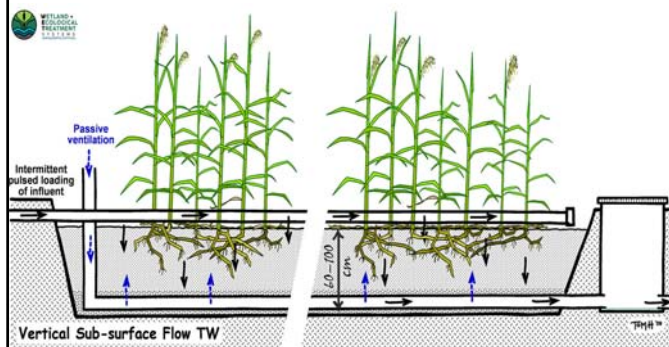 WETLAND +
ECOLOGICAL
TREATMENT
SYSTEMS
Passive
ventilation
Intermittent
pulsed loading
of influent
60-100
cm
Vertical Sub-surface Flow TW